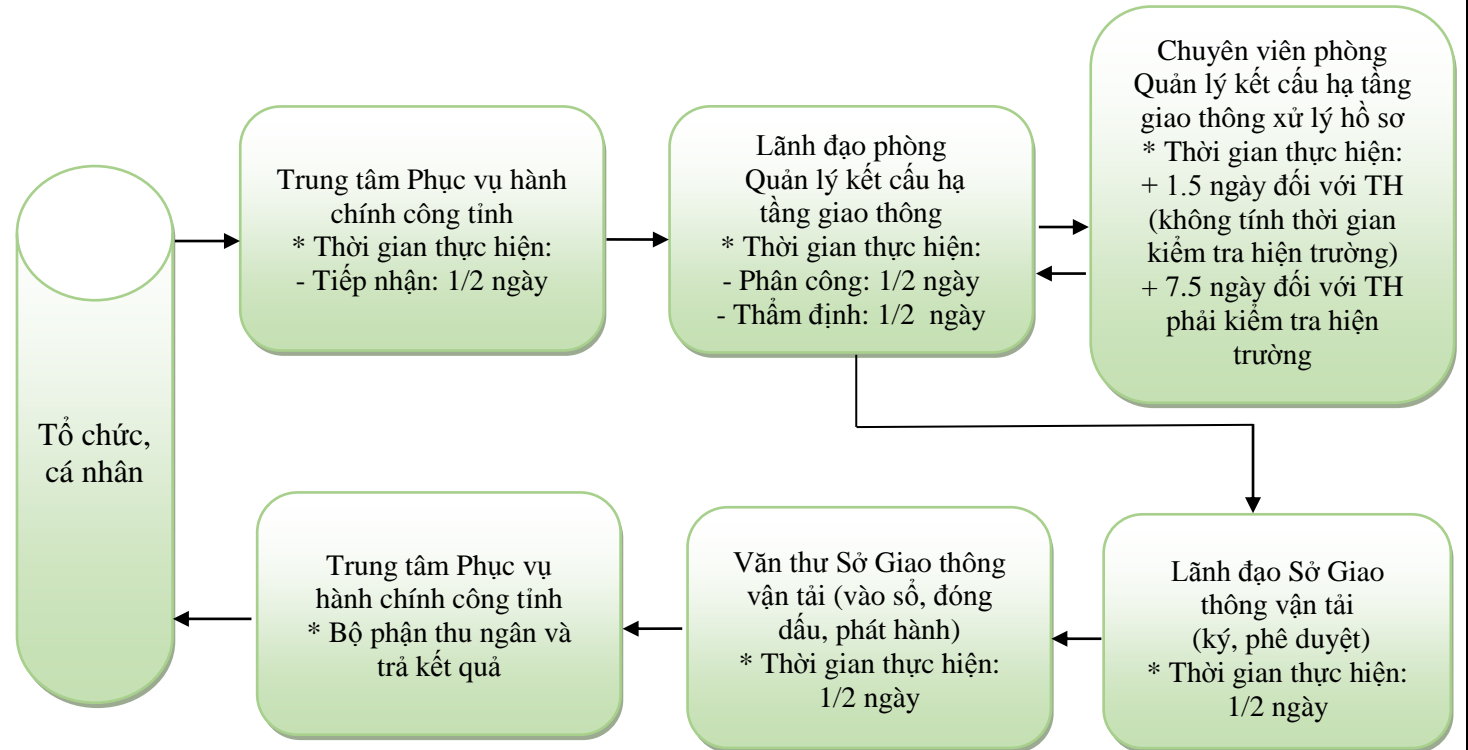 Tổ chức,
cá nhân
Trung tâm Phục vụ hành
chính công tỉnh
* Thời gian thực hiện:
- Tiếp nhận: 1/2 ngày
Lãnh đạo phòng
Quản lý kết cấu hạ
tầng giao thông
* Thời gian thực hiện:
- Phân công: 1/2 ngày
- Thẩm định: 1/2 ngày
Chuyên viên phòng
Quản lý kết cấu hạ tầng
giao thông xử lý hồ sơ
* Thời gian thực hiện:
+ 1.5 ngày đối với TH
(không tính thời gian
kiểm tra hiện trường)
+ 7.5 ngày đối với TH
phải kiểm tra hiện
trường
Lãnh đạo Sở Giao
thông vận tải
(ký, phê duyệt)
* Thời gian thực hiện:
1/2 ngày
Văn thư Sở Giao thông
vận tải (vào sổ, đóng
dấu, phát hành)
* Thời gian thực hiện:
1/2 ngày
Trung tâm Phục vụ
hành chính công tỉnh
* Bộ phận thu ngân và
trả kết quả